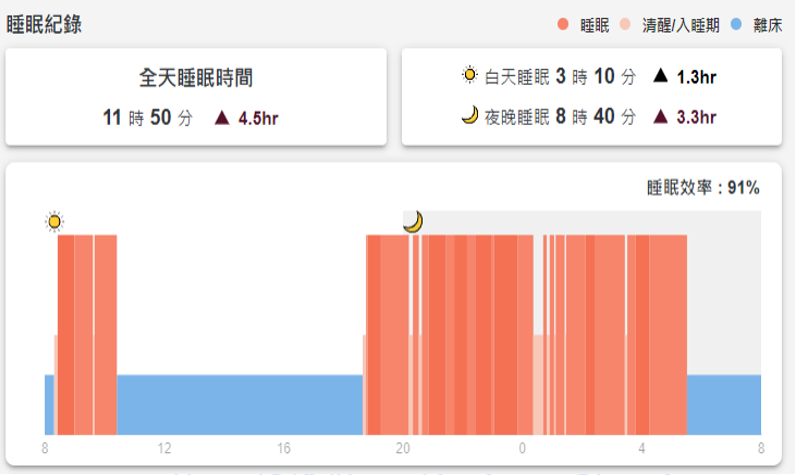 睡眠紀錄
睡眠 清醒/入睡期 離床
全天睡眠時間
11 時 50 分 ▲ 4.5hr
白天睡眠 3 時 10 分 ▲ 1.3hr
夜晚睡眠 8 時 40 分 ▲ 3.3hr
睡眠效率 : 91%
8 12 16 20 0 4 8